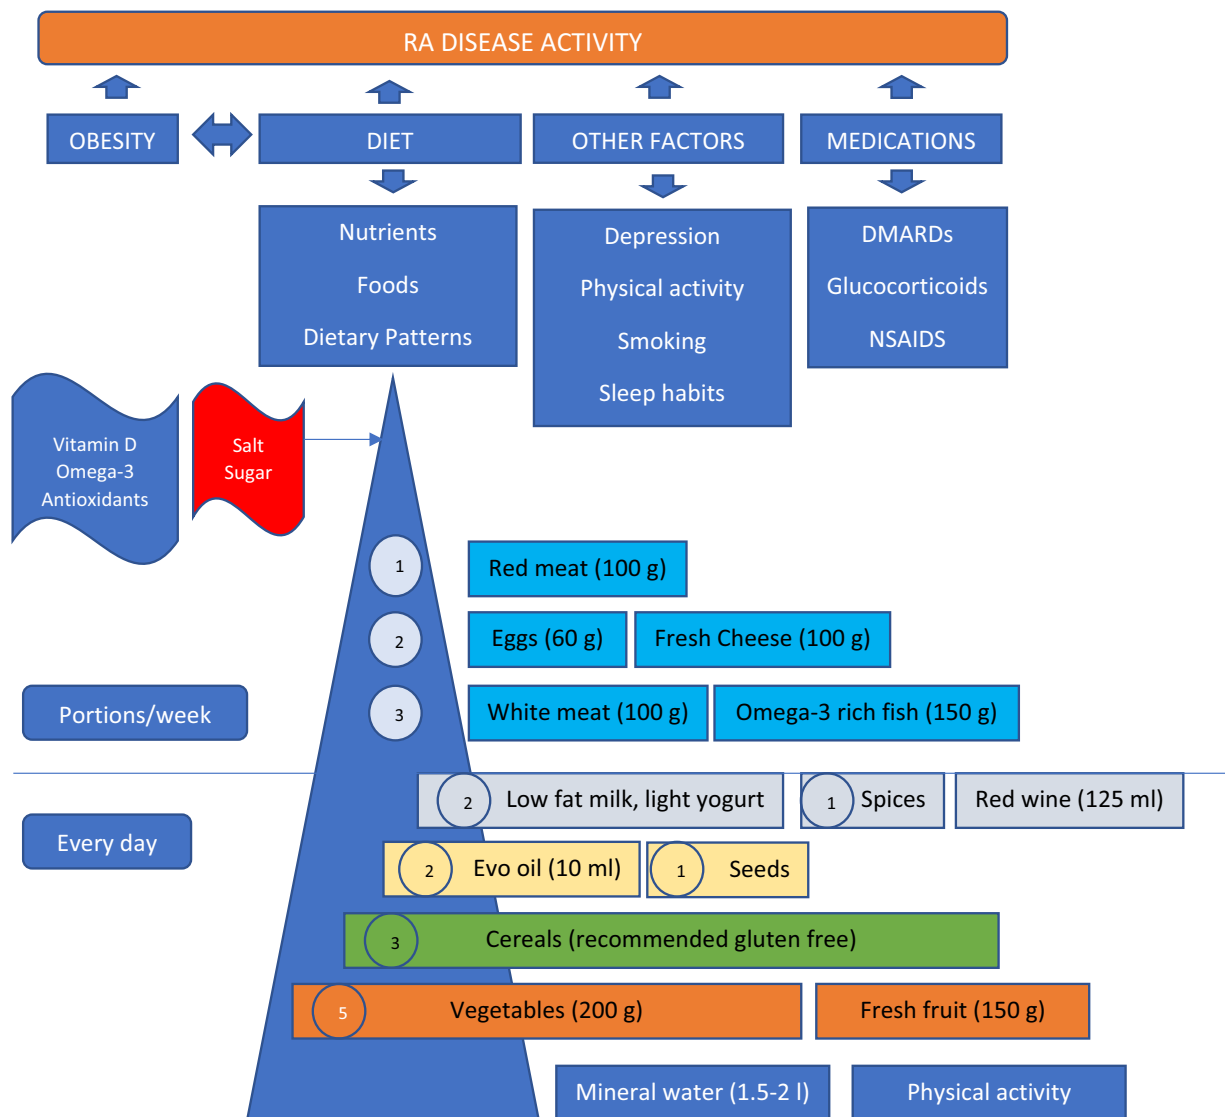 RA DISEASE ACTIVITY
OBESITY
DIET
OTHER FACTORS
MEDICATIONS
Nutrients
Foods
Dietary Patterns
Depression
Physical activity
Smoking
Sleep habits
DMARDs
Glucocorticoids
NSAIDS
Vitamin D
Omega-3
Antioxidants
Salt
Sugar
1
Red meat (100 g)
2
Eggs (60 g)
Fresh Cheese (100 g)
Portions/week
3
White meat (100 g)
Omega-3 rich fish (150 g)
2
Low fat milk, light yogurt
1
Spices
Red wine (125 ml)
Every day
2
Evo oil (10 ml)
1
Seeds
3
Cereals (recommended gluten free)
5
Vegetables (200 g)
Fresh fruit (150 g)
Mineral water (1.5-2 l)
Physical activity